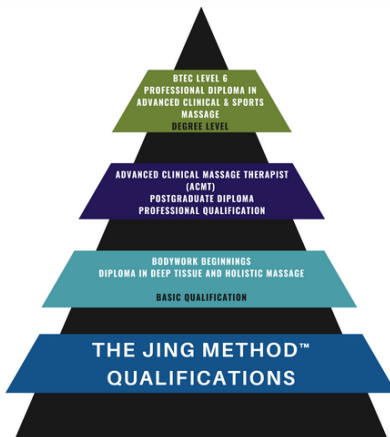 BTEC LEVEL 6
PROFESSIONAL DIPLOMA IN
ADVANCED CLINICAL & SPORTS
MASSAGE
DEGREE LEVEL
ADVANCED CLINICAL MASSAGE THERAPIST
(ACMT)
POSTGRADUATE DIPLOMA
PROFESSIONAL QUALIFICATION
BODYWORK BEGINNINGS
DIPLOMA IN DEEP TISSUE AND HOLISTIC MASSAGE
BASIC QUALIFICATION
THE JING METHOD™
QUALIFICATIONS